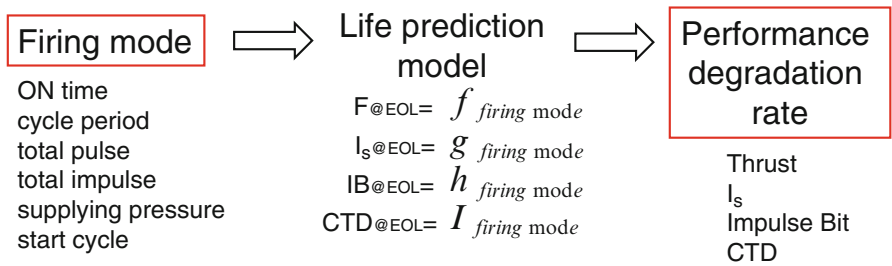 Firing mode
ON time
cycle period
total pulse
total impulse
supplying pressure
start cycle
Life prediction
model
F@EOL= f firing mode
Is@EOL= g firing mode
IB@EOL= h firing mode
CTD@EOL= I firing mode
Performance
degradation
rate
Thrust
Is
Impulse Bit
CTD